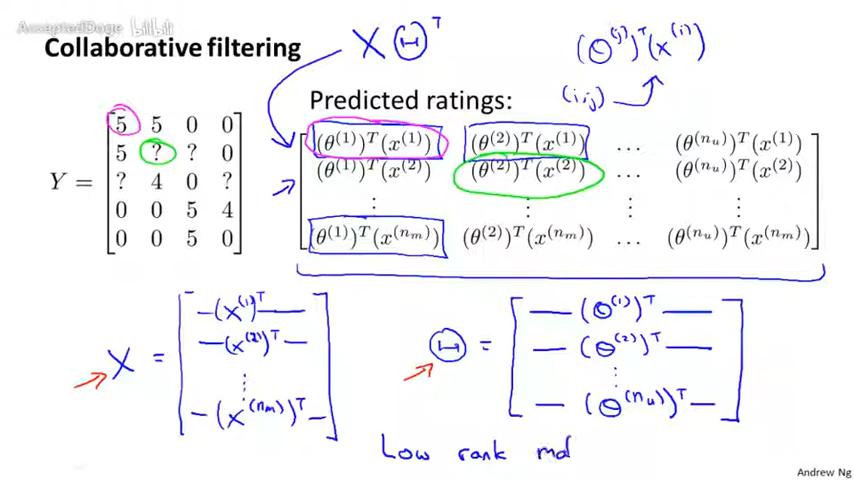 AcceptedDoge bilibili
Collaborative filtering
X Θ^T
(Θ^(j))^T (x^(i))
(i,j)
Predicted ratings:
Y =
5 5 0 0
5 ? ? 0
? 4 0 ?
0 0 5 4
0 0 5 0
(θ^(1))^T(x^(1)) (θ^(2))^T(x^(1)) … (θ^(n_u))^T(x^(1))
(θ^(1))^T(x^(2)) (θ^(2))^T(x^(2)) … (θ^(n_u))^T(x^(2))
⋮ ⋮ ⋮ ⋮
(θ^(1))^T(x^(n_m)) (θ^(2))^T(x^(n_m)) … (θ^(n_u))^T(x^(n_m))
X =
(x^(1))^T
(x^(2))^T
⋮
(x^(n_m))^T
Θ =
(Θ^(1))^T
(Θ^(2))^T
⋮
(Θ^(n_u))^T
Low rank mat
Andrew Ng